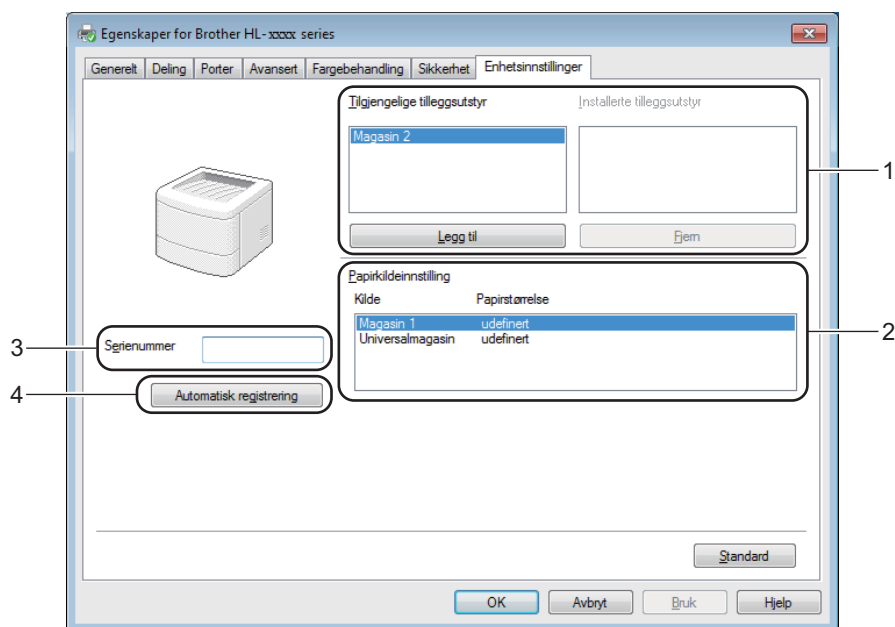 Egenskaper for Brother HL-xxxx series
Generelt Deling Porter Avansert Fargebehandling Sikkerhet Enhetsinnstillinger
Tilgjengelige tilleggsutstyr Installerte tilleggsutstyr
Magasin 2
1
Legg til Fjern
Papirkildeinnstilling
Kilde Papirstørrelse
Magasin 1 udefinert
Universalmagasin udefinert
2
3 Serienummer
4 Automatisk registrering
Standard
OK Avbryt Bruk Hjelp